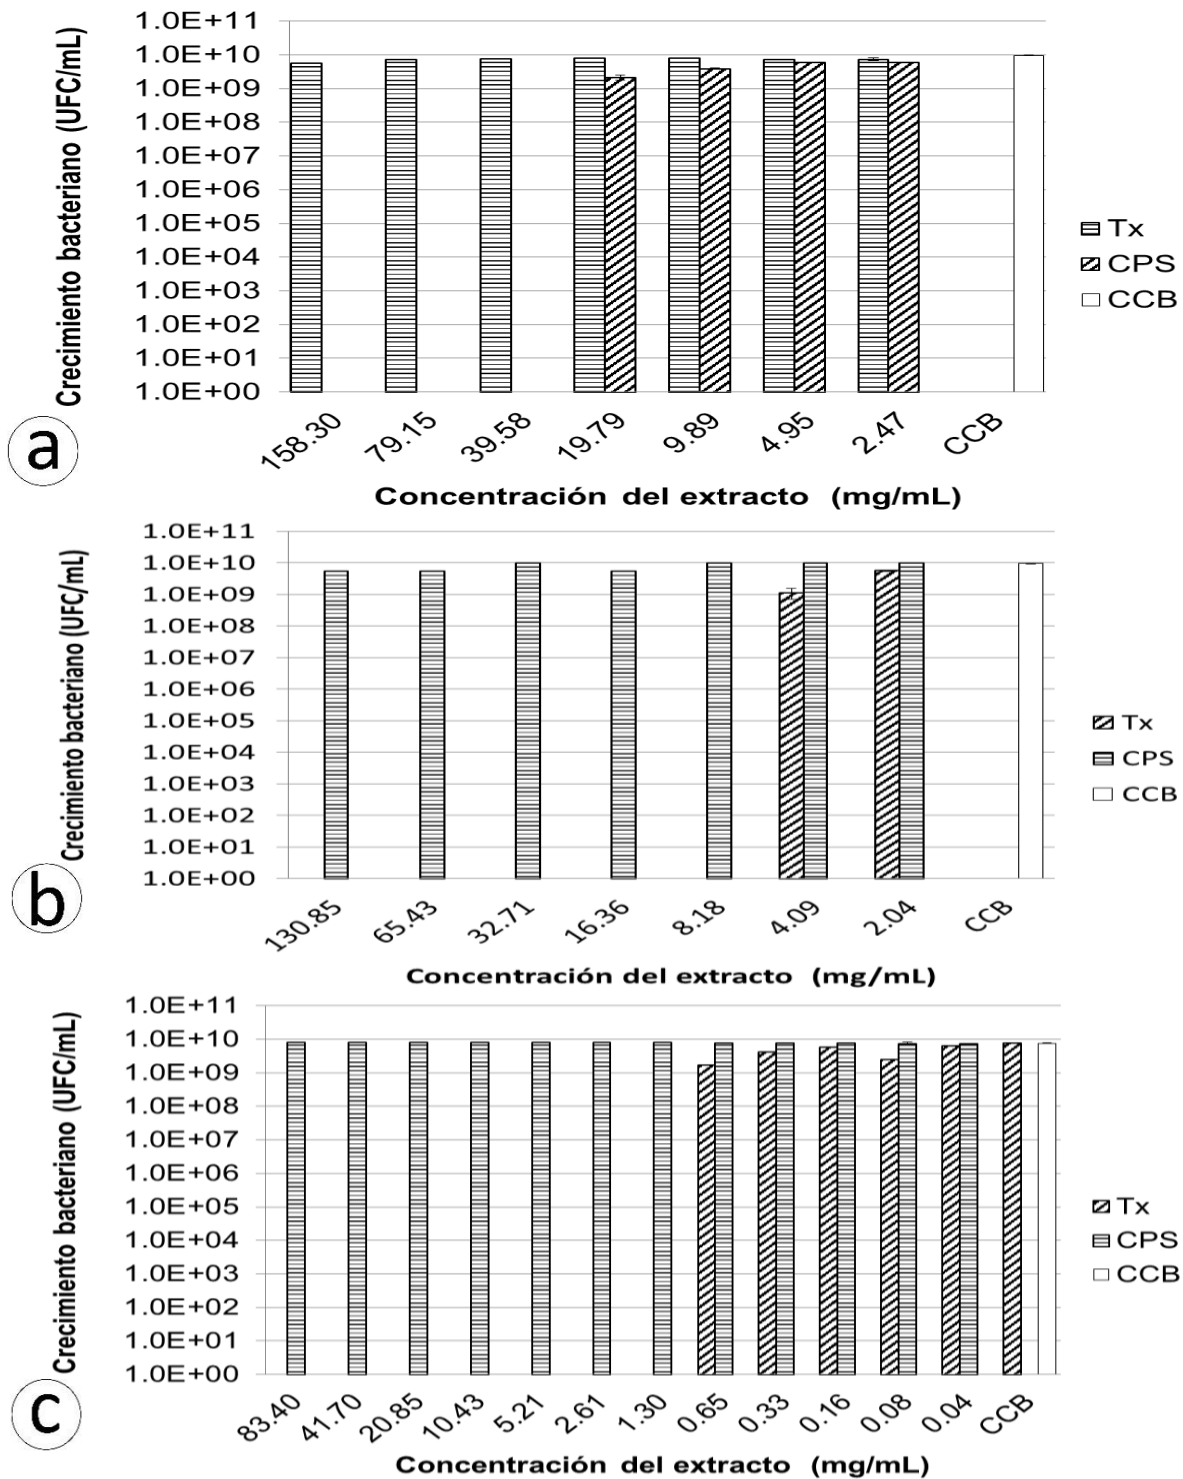 Crecimiento bacteriano (UFC/mL)
1.0E+11
1.0E+10
1.0E+09
1.0E+08
1.0E+07
1.0E+06
1.0E+05
1.0E+04
1.0E+03
1.0E+02
1.0E+01
1.0E+00
Tx
CPS
CCB
158.30 79.15 39.58 19.79 9.89 4.95 2.47 CCB
a
Concentración del extracto (mg/mL)
Crecimiento bacteriano (UFC/mL)
1.0E+11
1.0E+10
1.0E+09
1.0E+08
1.0E+07
1.0E+06
1.0E+05
1.0E+04
1.0E+03
1.0E+02
1.0E+01
1.0E+00
Tx
CPS
CCB
b
130.85 65.43 32.71 16.36 8.18 4.09 2.04 CCB
Concentración del extracto (mg/mL)
Crecimiento bacteriano (UFC/mL)
1.0E+11
1.0E+10
1.0E+09
1.0E+08
1.0E+07
1.0E+06
1.0E+05
1.0E+04
1.0E+03
1.0E+02
1.0E+01
1.0E+00
Tx
CPS
CCB
c
83.40 41.70 20.85 10.43 5.21 2.61 1.30 0.65 0.33 0.16 0.08 0.04 CCB
Concentración del extracto (mg/mL)